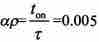 αρ = t_on / τ = 0.005